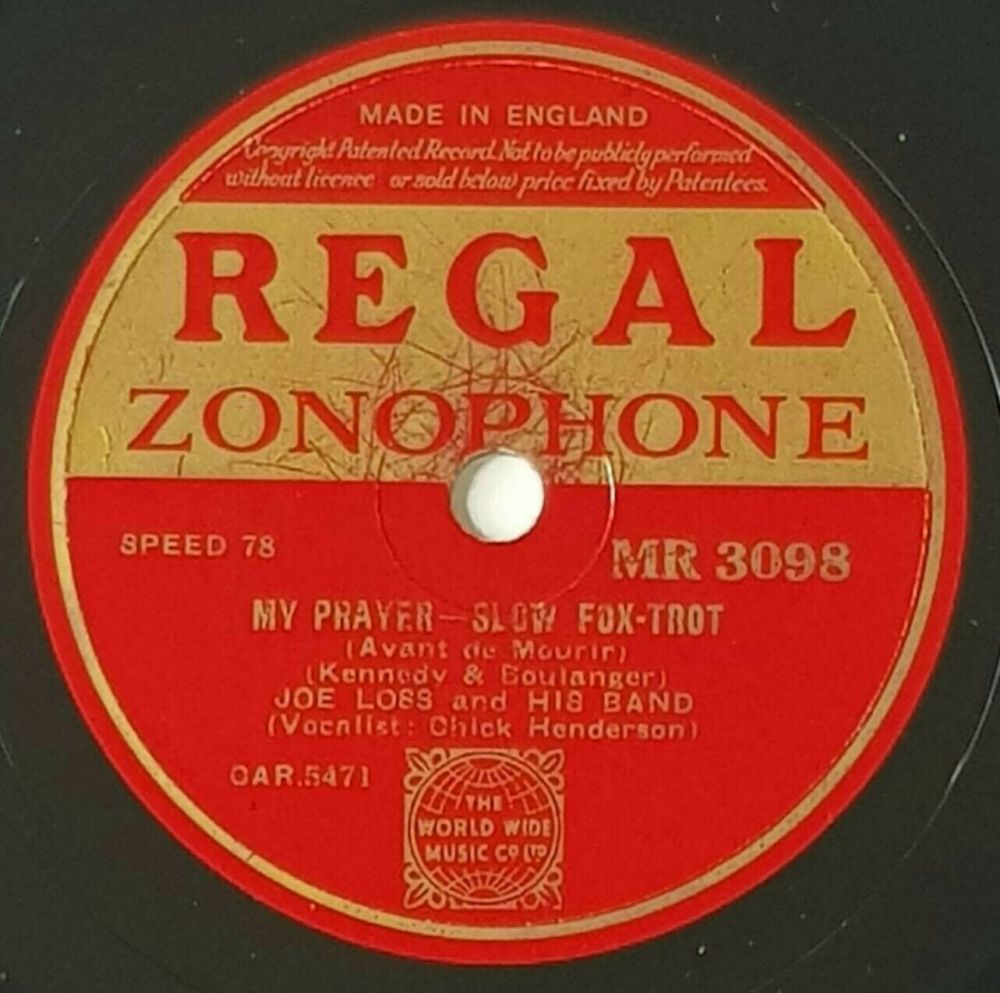 MADE IN ENGLAND
Copyright Patented Record. Not to be publicly performed
without licence or sold below price fixed by Patentees.
REGAL
ZONOPHONE
SPEED 78
MR 3098
MY PRAYER—SLOW FOX-TROT
(Avant de Mourir)
(Kennedy & Boulanger)
JOE LOSS and HIS BAND
(Vocalist: Chick Henderson)
CAR.5471
THE
WORLD WIDE
MUSIC CO LTD